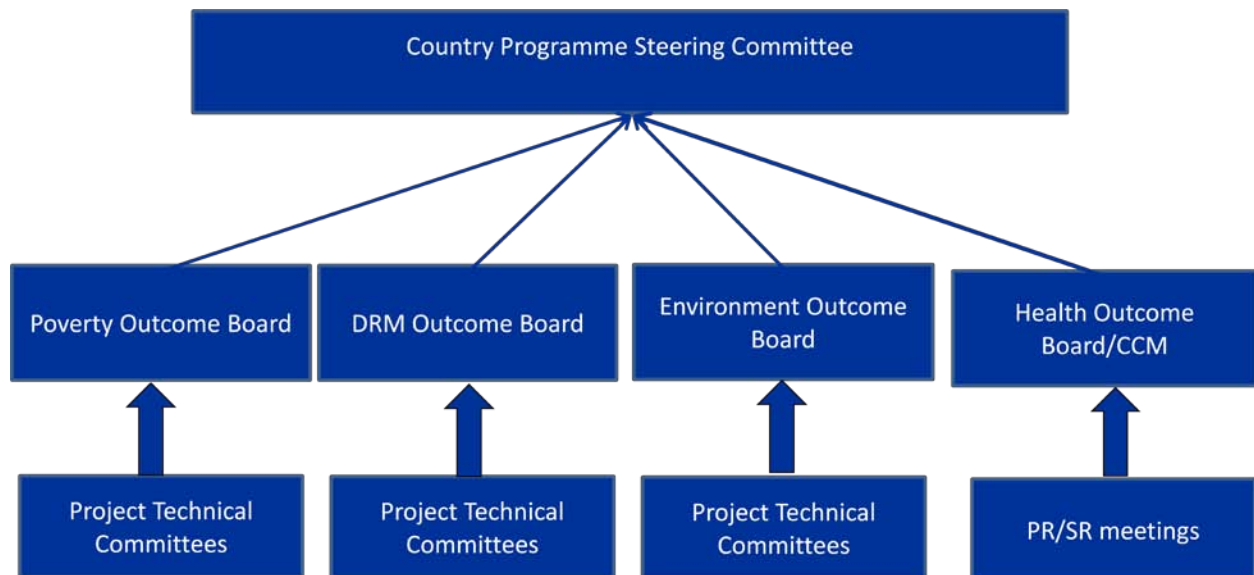 Country Programme Steering Committee
Poverty Outcome Board
DRM Outcome Board
Environment Outcome
Board
Health Outcome
Board/CCM
Project Technical
Committees
Project Technical
Committees
Project Technical
Committees
PR/SR meetings